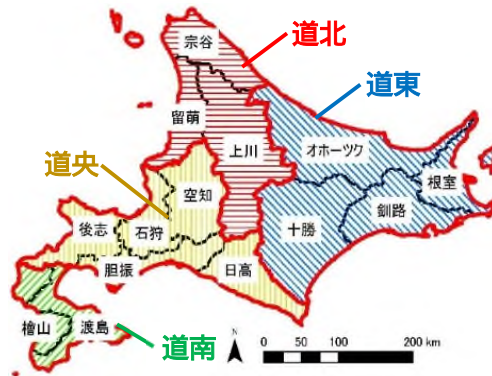 宗谷
道北
道東
留萌
オホーツク
上川
道央
空知
根室
後志
石狩
十勝
釧路
胆振
日高
檜山
渡島
道南
N
0 50 100 200 km